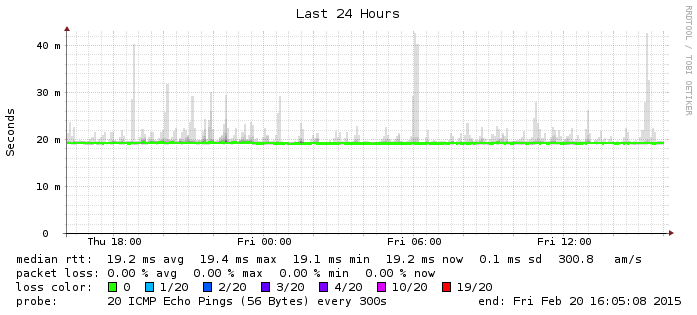 Last 24 Hours
RRDTOOL / TOBI OETIKER
Seconds
40 m
30 m
20 m
10 m
0
Thu 18:00 Fri 00:00 Fri 06:00 Fri 12:00
median rtt: 19.2 ms avg 19.4 ms max 19.1 ms min 19.2 ms now 0.1 ms sd 300.8 am/s
packet loss: 0.00 % avg 0.00 % max 0.00 % min 0.00 % now
loss color: 0 1/20 2/20 3/20 4/20 10/20 19/20
probe: 20 ICMP Echo Pings (56 Bytes) every 300s end: Fri Feb 20 16:05:08 2015